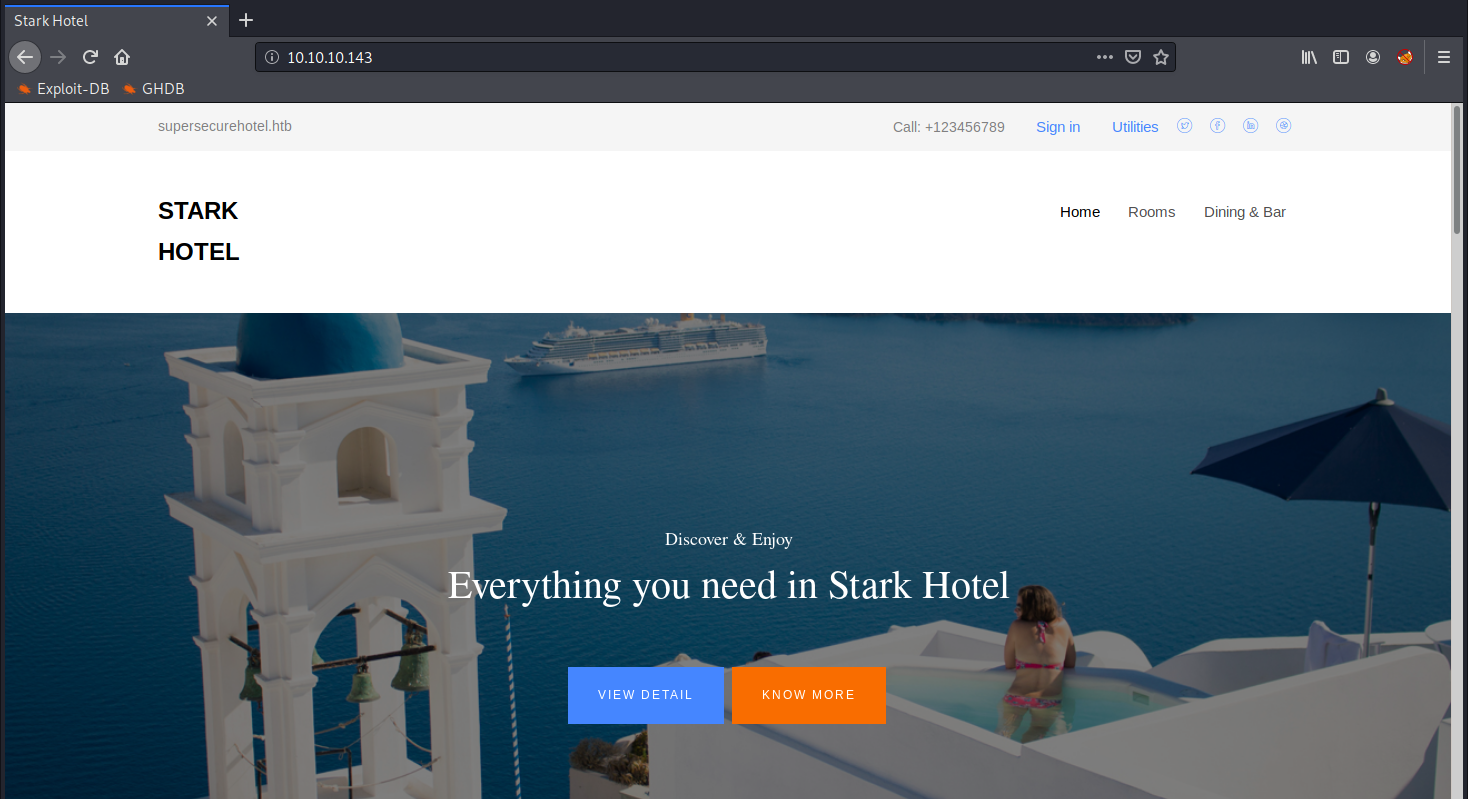 Stark Hotel
10.10.10.143
Exploit-DB GHDB
supersecurehotel.htb
Call: +123456789 Sign in Utilities
STARK
HOTEL
Home Rooms Dining & Bar
Discover & Enjoy
Everything you need in Stark Hotel
VIEW DETAIL KNOW MORE